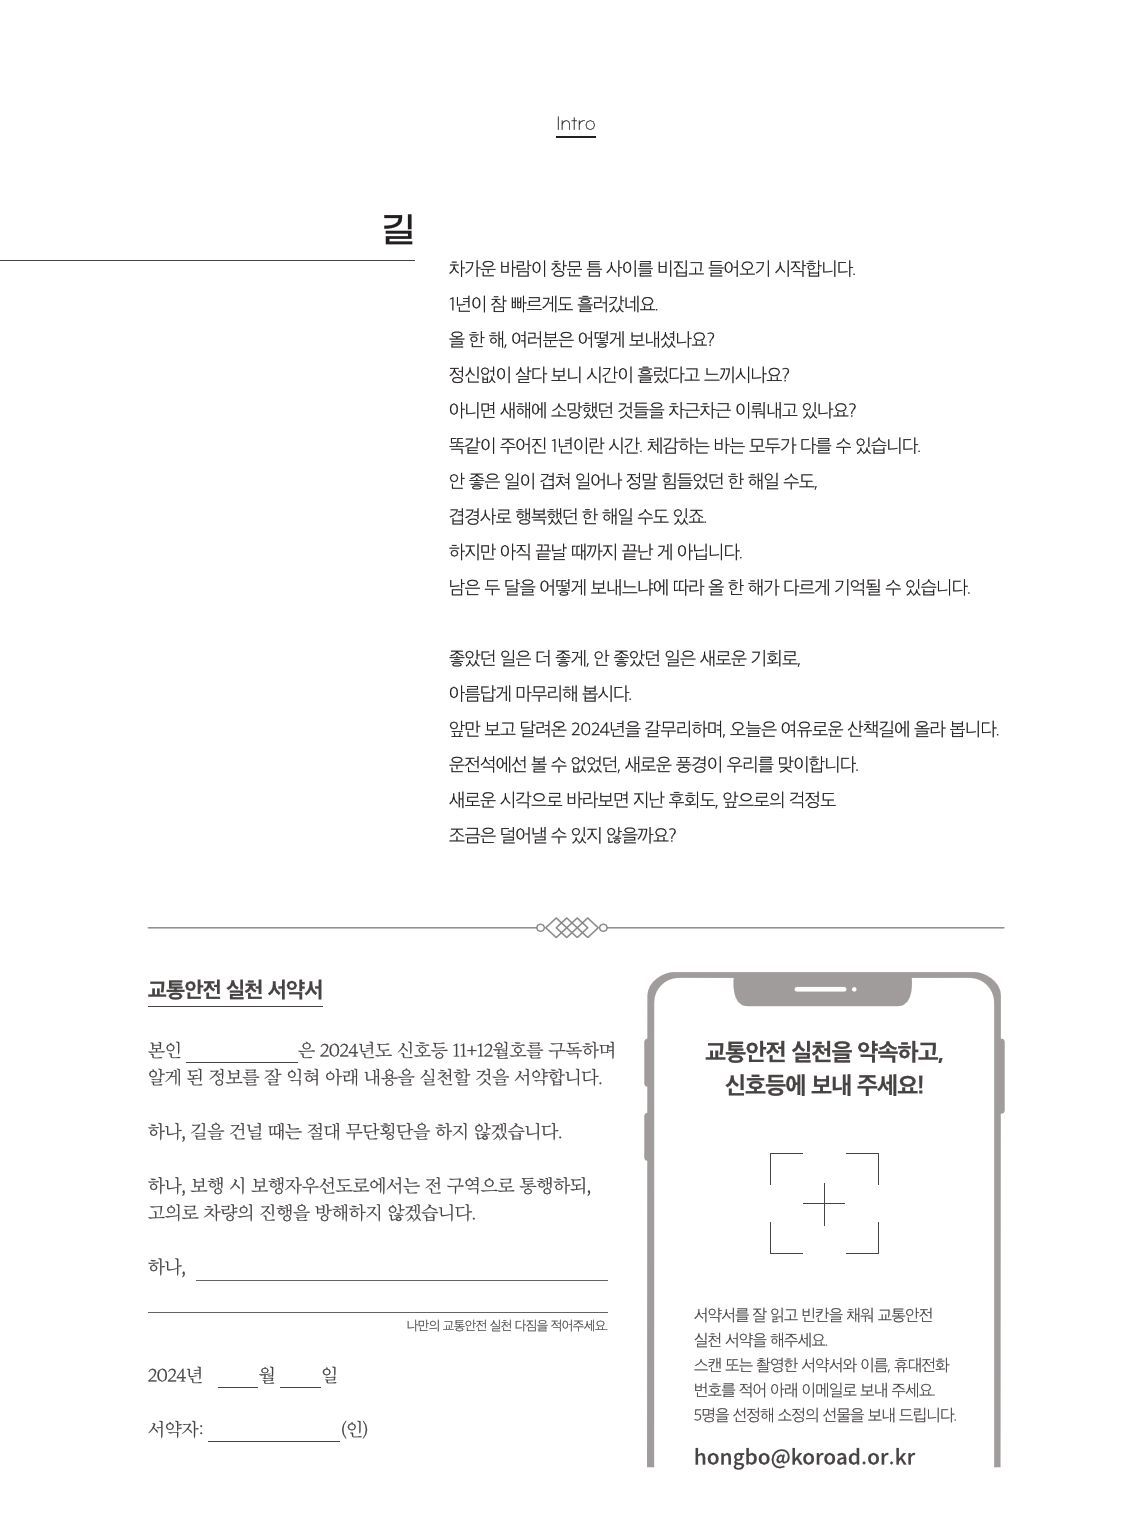 Intro
길
차가운 바람이 창문 틈 사이를 비집고 들어오기 시작합니다.
1년이 참 빠르게도 흘러갔네요.
올 한 해, 여러분은 어떻게 보내셨나요?
정신없이 살다 보니 시간이 흘렀다고 느끼시나요?
아니면 새해에 소망했던 것들을 차근차근 이뤄내고 있나요?
똑같이 주어진 1년이란 시간. 체감하는 바는 모두가 다를 수 있습니다.
안 좋은 일이 겹쳐 일어나 정말 힘들었던 한 해일 수도,
겹경사로 행복했던 한 해일 수도 있죠.
하지만 아직 끝날 때까지 끝난 게 아닙니다.
남은 두 달을 어떻게 보내느냐에 따라 올 한 해가 다르게 기억될 수 있습니다.
좋았던 일은 더 좋게, 안 좋았던 일은 새로운 기회로,
아름답게 마무리해 봅시다.
앞만 보고 달려온 2024년을 갈무리하며, 오늘은 여유로운 산책길에 올라 봅니다.
운전석에선 볼 수 없었던, 새로운 풍경이 우리를 맞이합니다.
새로운 시각으로 바라보면 지난 후회도, 앞으로의 걱정도
조금은 덜어낼 수 있지 않을까요?
교통안전 실천 서약서
본인 ____________은 2024년도 신호등 11+12월호를 구독하며
알게 된 정보를 잘 익혀 아래 내용을 실천할 것을 서약합니다.
하나, 길을 건널 때는 절대 무단횡단을 하지 않겠습니다.
하나, 보행 시 보행자우선도로에서는 전 구역으로 통행하되,
고의로 차량의 진행을 방해하지 않겠습니다.
하나,
나만의 교통안전 실천 다짐을 적어주세요.
2024년 ____월 ____일
서약자: ____________(인)
교통안전 실천을 약속하고,
신호등에 보내 주세요!
서약서를 잘 읽고 빈칸을 채워 교통안전
실천 서약을 해주세요.
스캔 또는 촬영한 서약서와 이름, 휴대전화
번호를 적어 아래 이메일로 보내 주세요.
5명을 선정해 소정의 선물을 보내 드립니다.
hongbo@koroad.or.kr